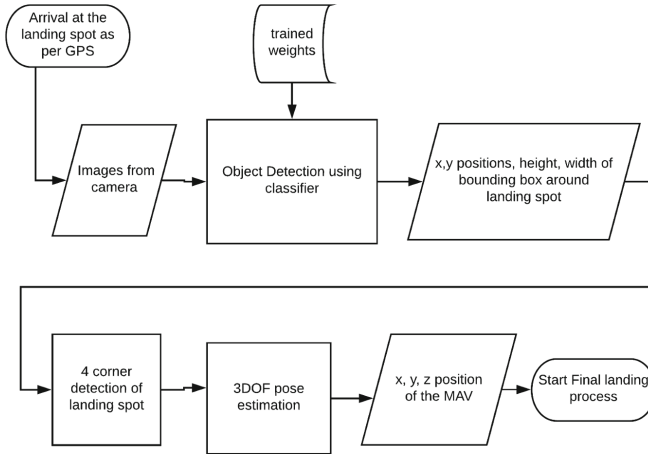 Arrival at the
landing spot as
per GPS
trained
weights
Images from
camera
Object Detection using
classifier
x,y positions, height, width of
bounding box around
landing spot
4 corner
detection of
landing spot
3DOF pose
estimation
x, y, z position
of the MAV
Start Final landing
process